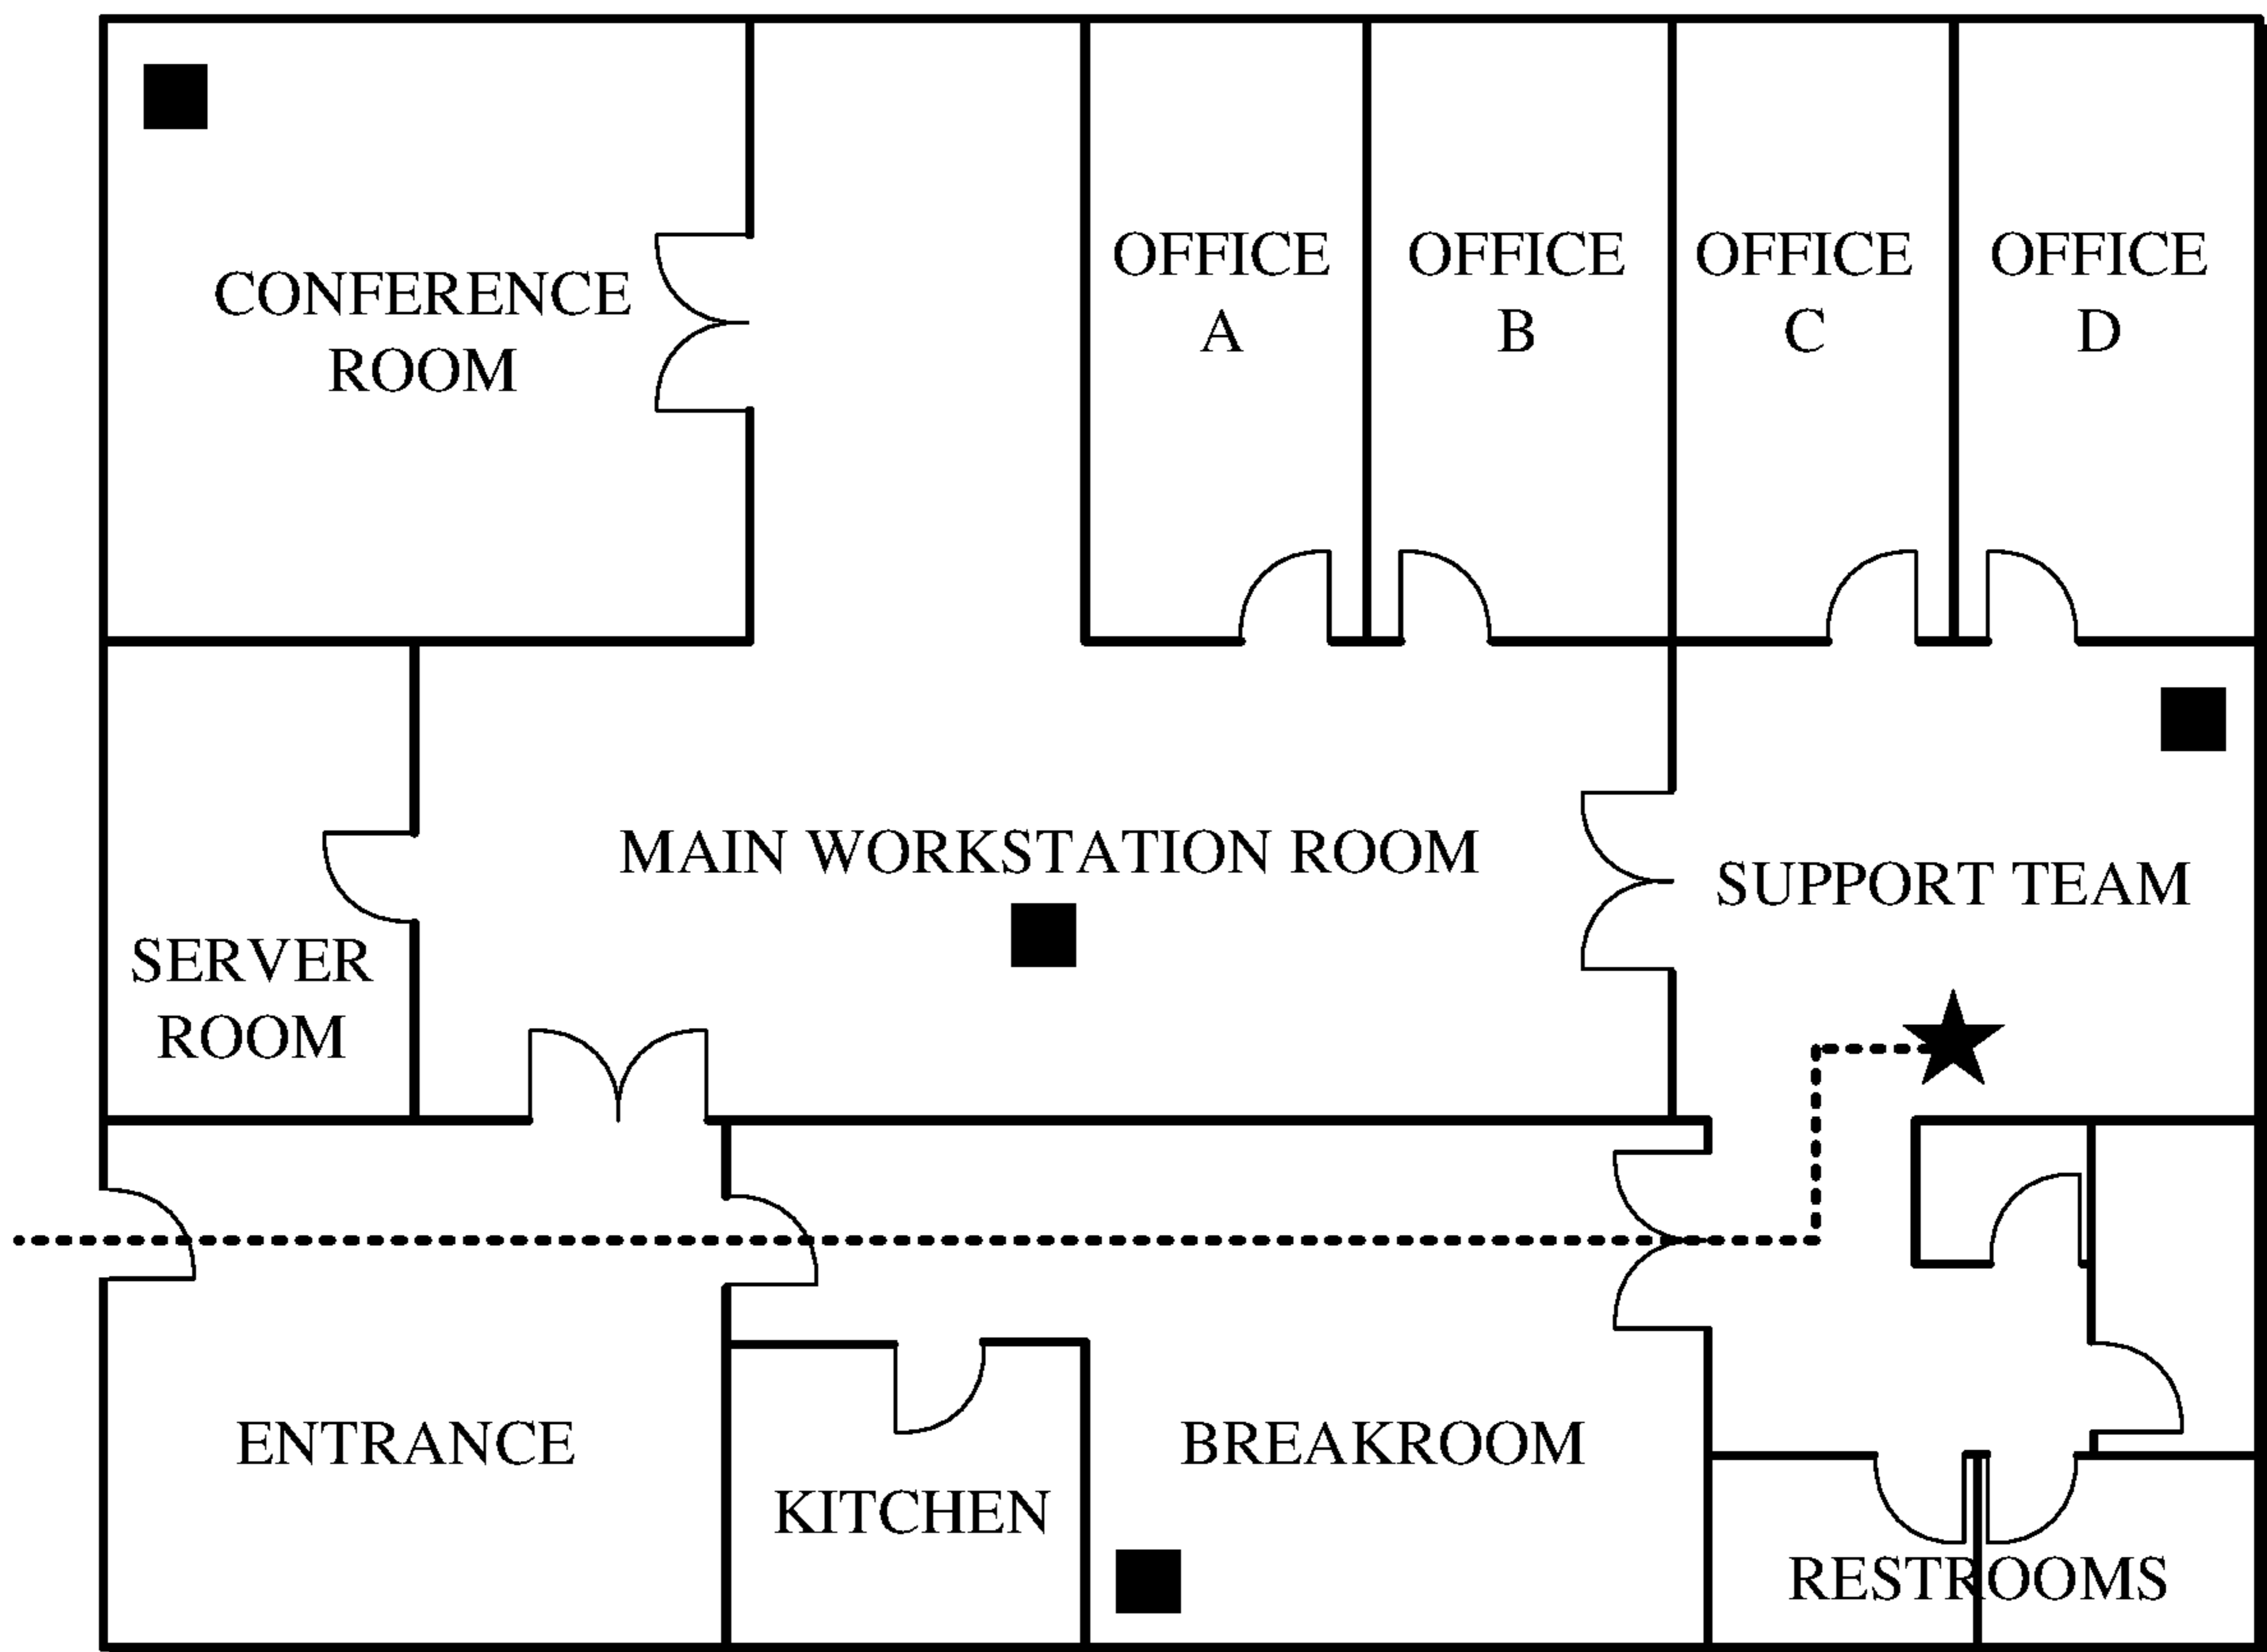 OFFICE
A
OFFICE
B
OFFICE
C
OFFICE
D
CONFERENCE
ROOM
MAIN WORKSTATION ROOM
SUPPORT TEAM
SERVER
ROOM
ENTRANCE
BREAKROOM
KITCHEN
RESTROOMS